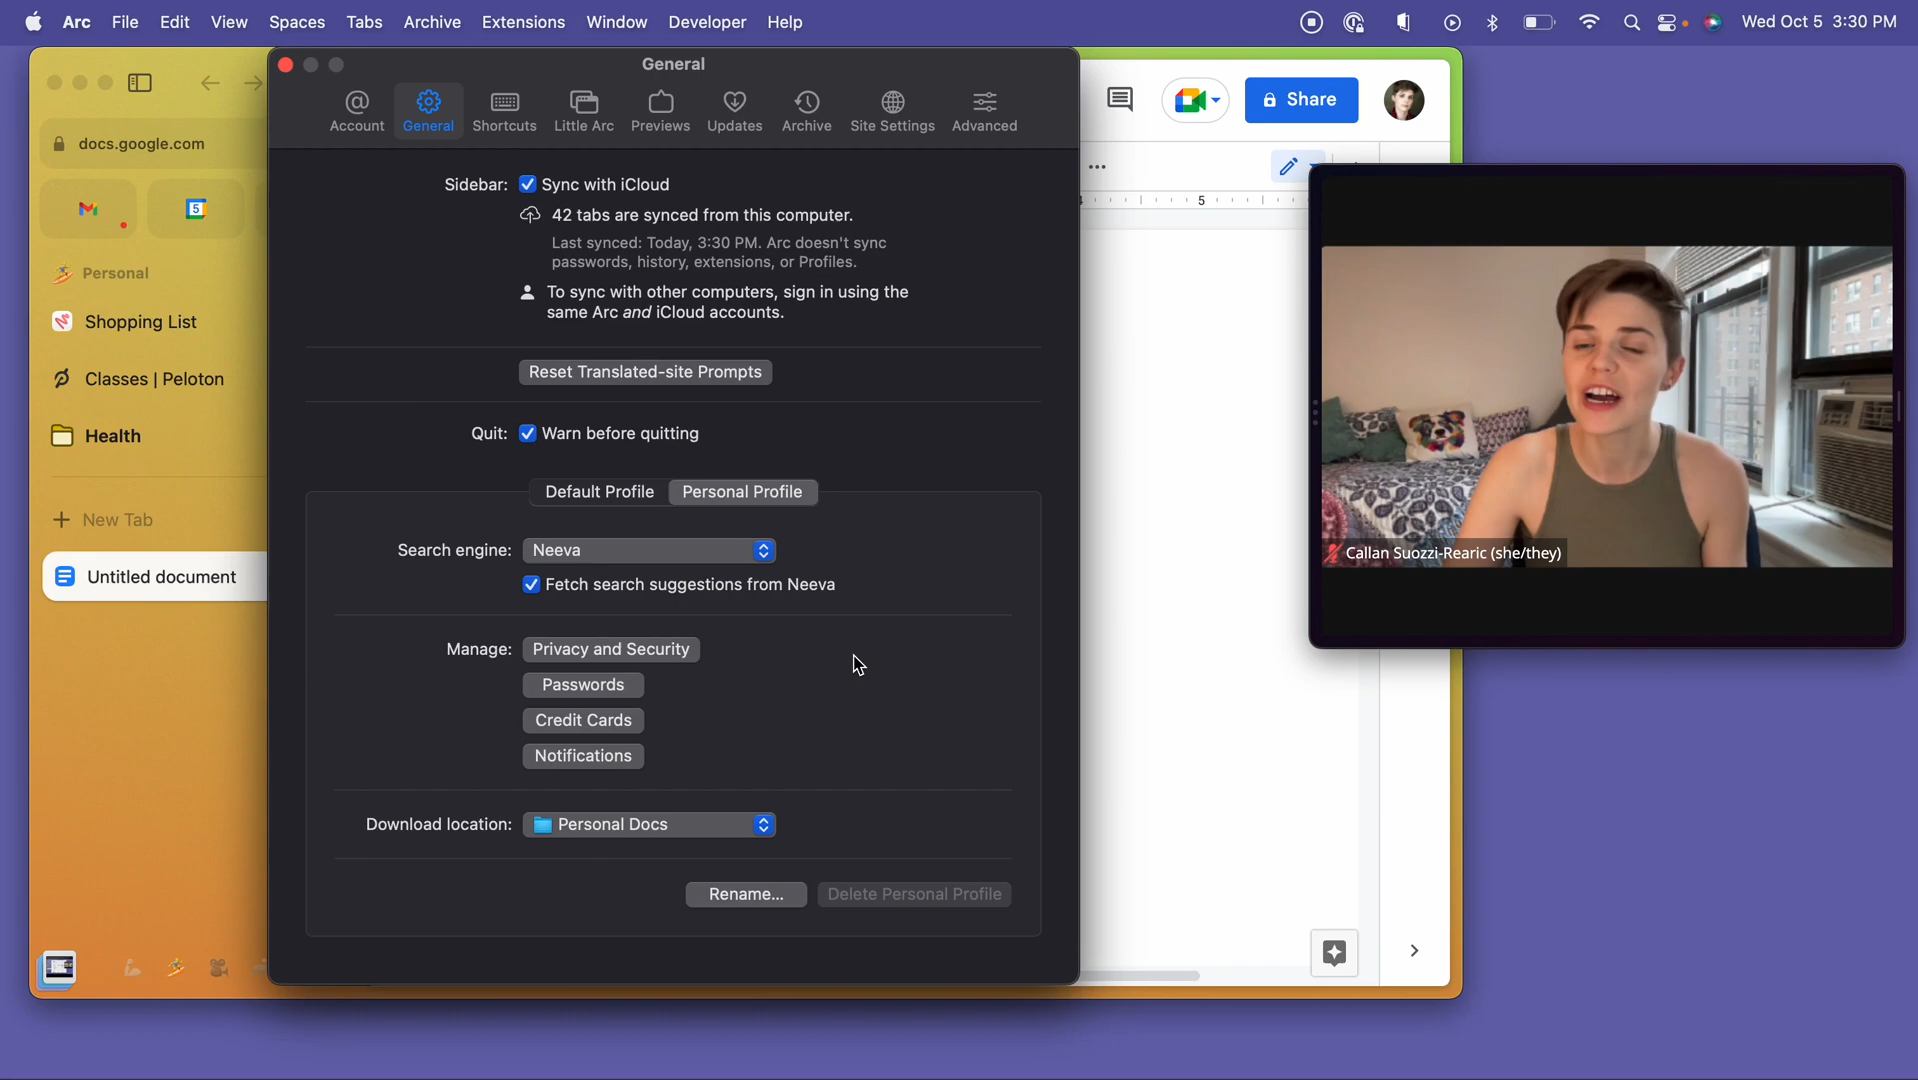 Arc File Edit View Spaces Tabs Archive Extensions Window Developer Help
Wed Oct 5 3:30 PM
General
Account General Shortcuts Little Arc Previews Updates Archive Site Settings Advanced
docs.google.com
5
Personal
Shopping List
Classes | Peloton
Health
New Tab
Untitled document
Sidebar: Sync with iCloud
42 tabs are synced from this computer.
Last synced: Today, 3:30 PM. Arc doesn't sync
passwords, history, extensions, or Profiles.
To sync with other computers, sign in using the
same Arc and iCloud accounts.
Reset Translated-site Prompts
Quit: Warn before quitting
Default Profile Personal Profile
Search engine: Neeva
Fetch search suggestions from Neeva
Manage: Privacy and Security
Passwords
Credit Cards
Notifications
Download location: Personal Docs
Rename... Delete Personal Profile
Share
5
Callan Suozzi-Rearic (she/they)